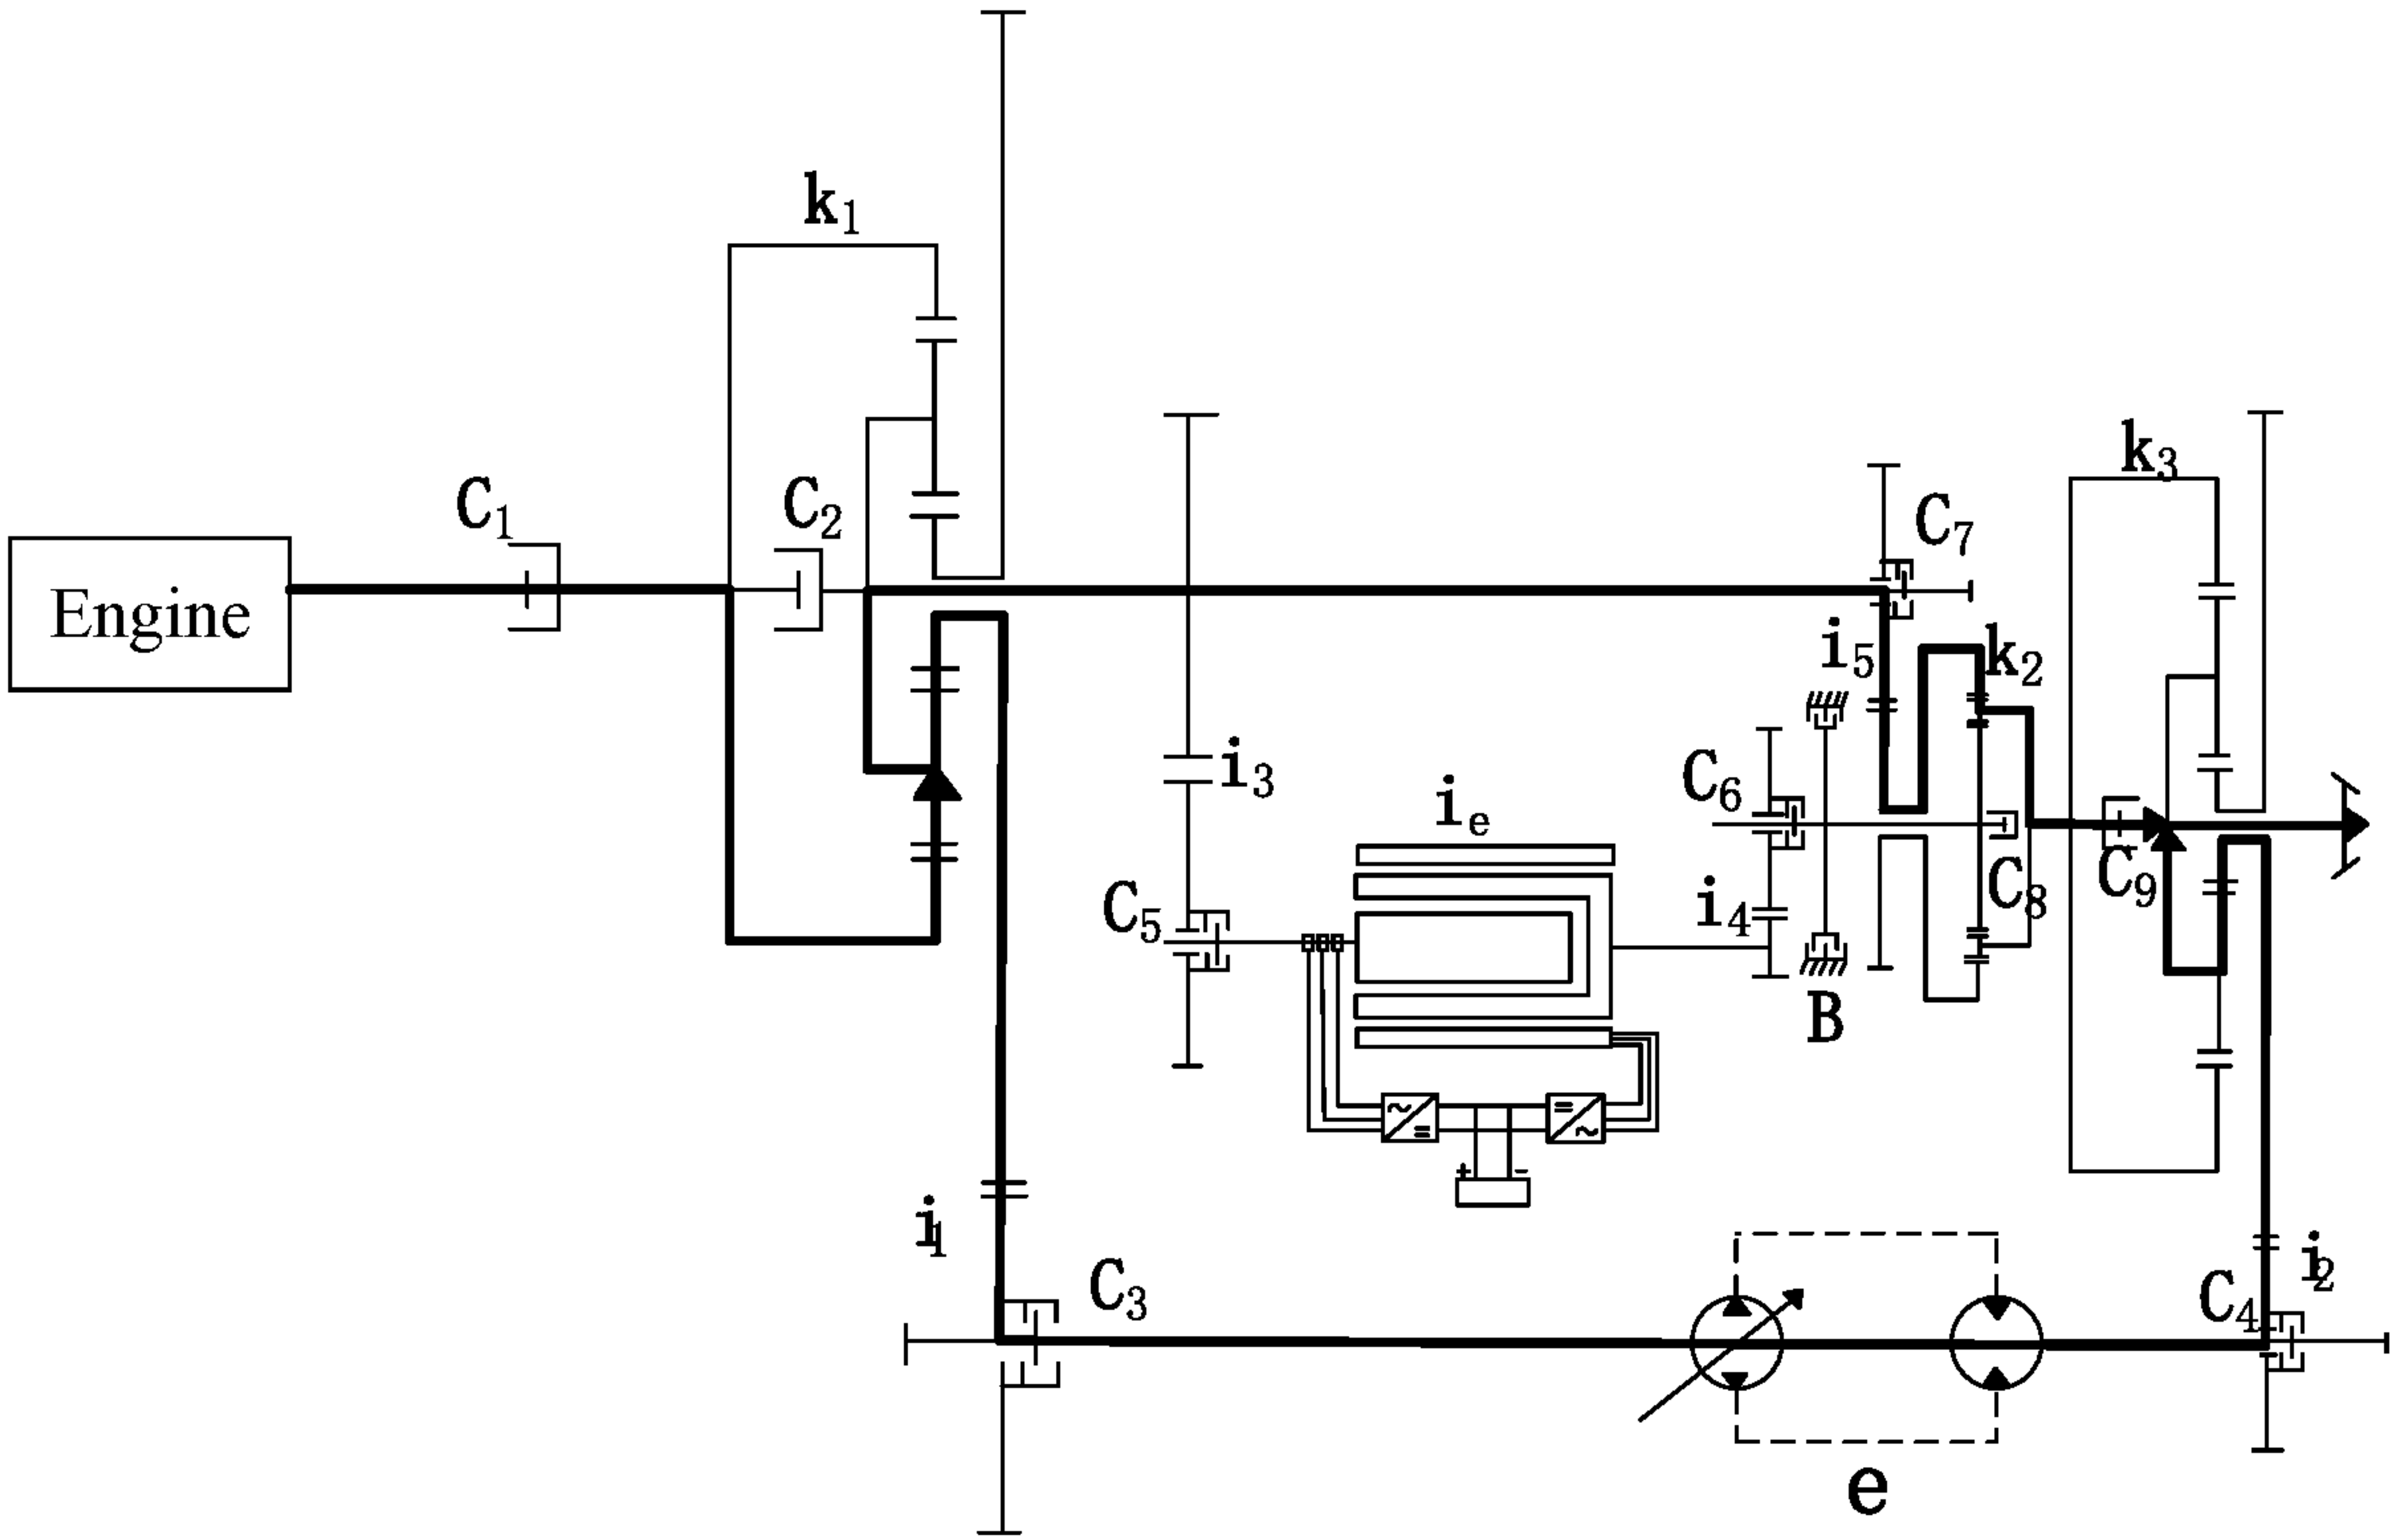 k1
C1
C2
k3
C7
Engine
i5
k2
i3
C6
ie
C5
i4
C8
C9
B
i1
C3
i2
C4
+ -
e